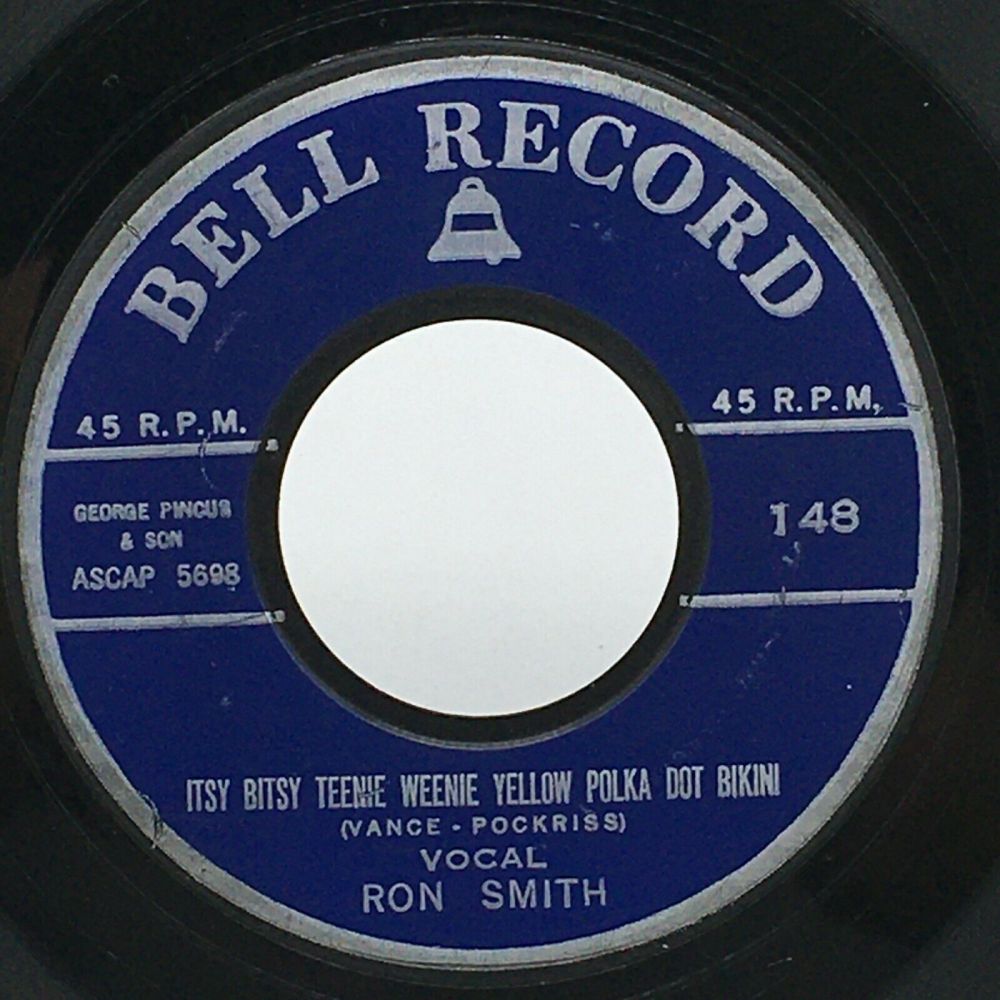 BELL RECORD
45 R.P.M.
45 R.P.M.
GEORGE PINCUS
& SON
ASCAP 5698
148
ITSY BITSY TEENIE WEENIE YELLOW POLKA DOT BIKINI
(VANCE - POCKRISS)
VOCAL
RON SMITH